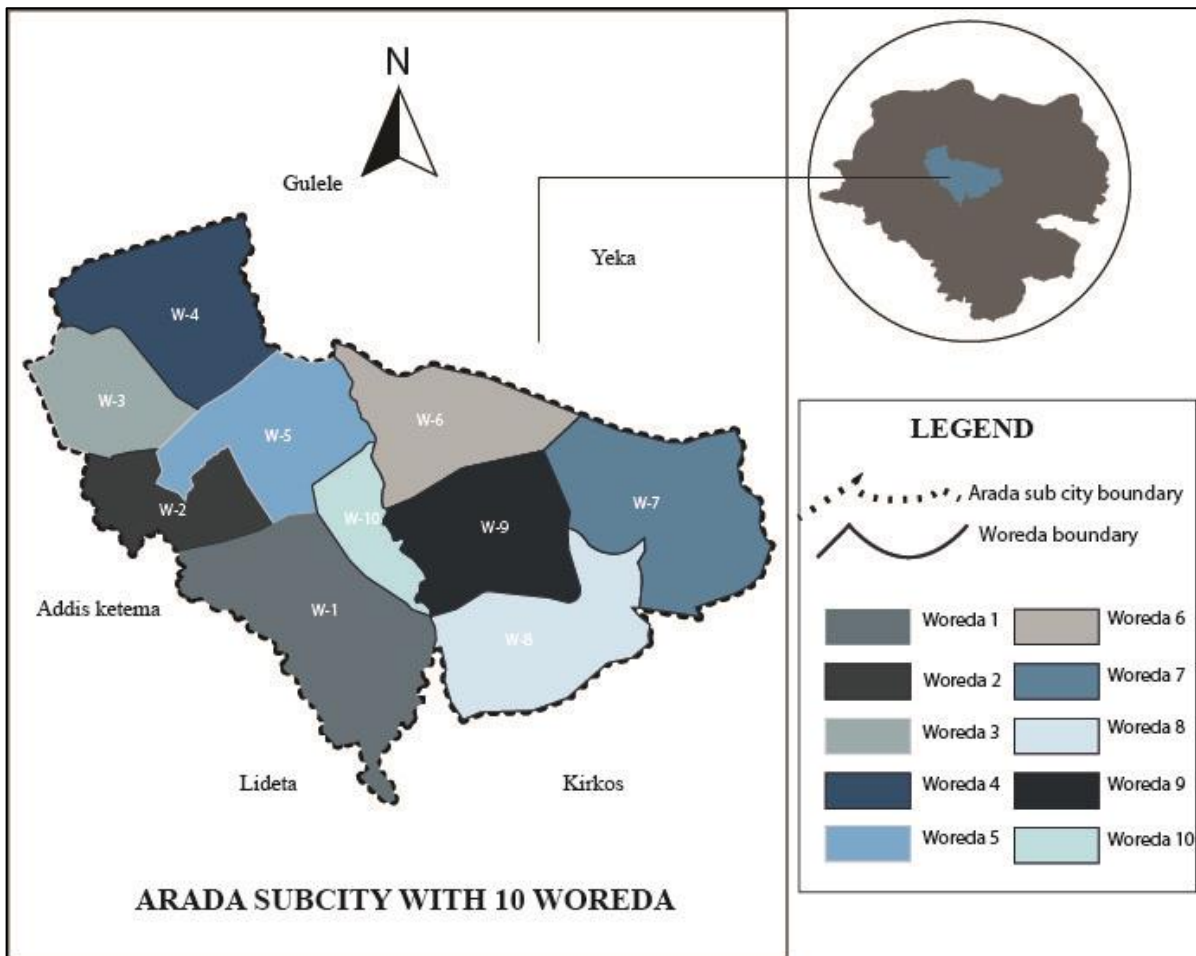 N
Gulele
Yeka
W-4
W-3
W-5
W-6
W-2
W-10
W-9
W-7
Addis ketema
W-1
W-8
Lideta
Kirkos
ARADA SUBCITY WITH 10 WOREDA
LEGEND
Arada sub city boundary
Woreda boundary
Woreda 1
Woreda 2
Woreda 3
Woreda 4
Woreda 5
Woreda 6
Woreda 7
Woreda 8
Woreda 9
Woreda 10